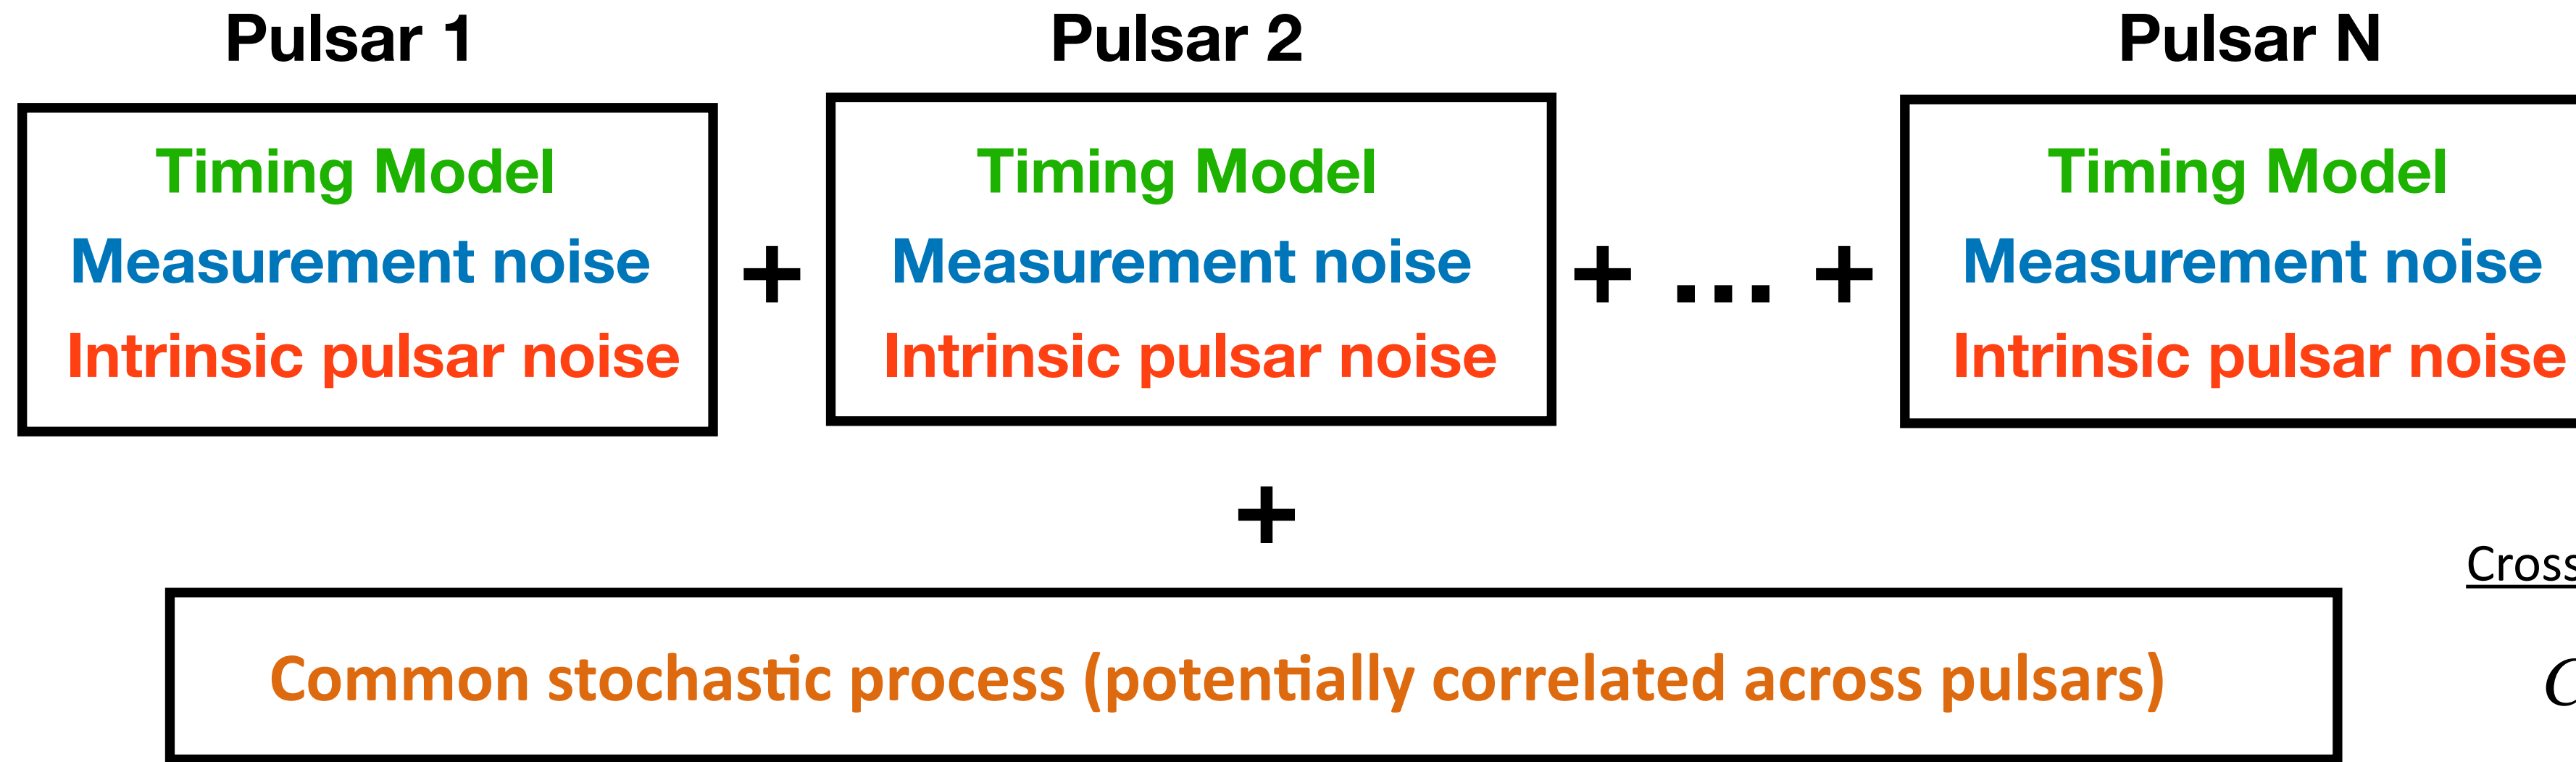 Pulsar 1
Pulsar 2
Pulsar N
Timing Model
Measurement noise
Intrinsic pulsar noise
+
Timing Model
Measurement noise
Intrinsic pulsar noise
+ ... +
Timing Model
Measurement noise
Intrinsic pulsar noise
+
Common stochastic process (potentially correlated across pulsars)